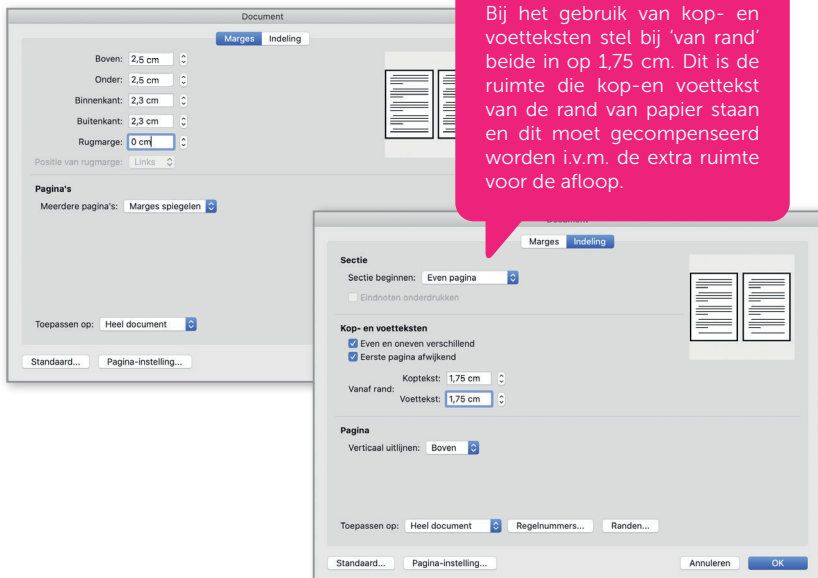 Document
Marges Indeling
Boven: 2,5 cm
Onder: 2,5 cm
Binnenkant: 2,3 cm
Buitenkant: 2,3 cm
Rugmarge: 0 cm
Positie van rugmarge: Links
Pagina's
Meerdere pagina's: Marges spiegelen
Toepassen op: Heel document
Standaard... Pagina-instelling...
Bij het gebruik van kop- en
voetteksten stel bij ‘van rand’
beide in op 1,75 cm. Dit is de
ruimte die kop-en voettekst
van de rand van papier staan
en dit moet gecompenseerd
worden i.v.m. de extra ruimte
voor de afloop.
Marges Indeling
Sectie
Sectie beginnen: Even pagina
Eindnoten onderdrukken
Kop- en voetteksten
Even en oneven verschillend
Eerste pagina afwijkend
Koptekst: 1,75 cm
Vanaf rand:
Voettekst: 1,75 cm
Pagina
Verticaal uitlijnen: Boven
Toepassen op: Heel document Regelnummers... Randen...
Standaard... Pagina-instelling... Annuleren OK